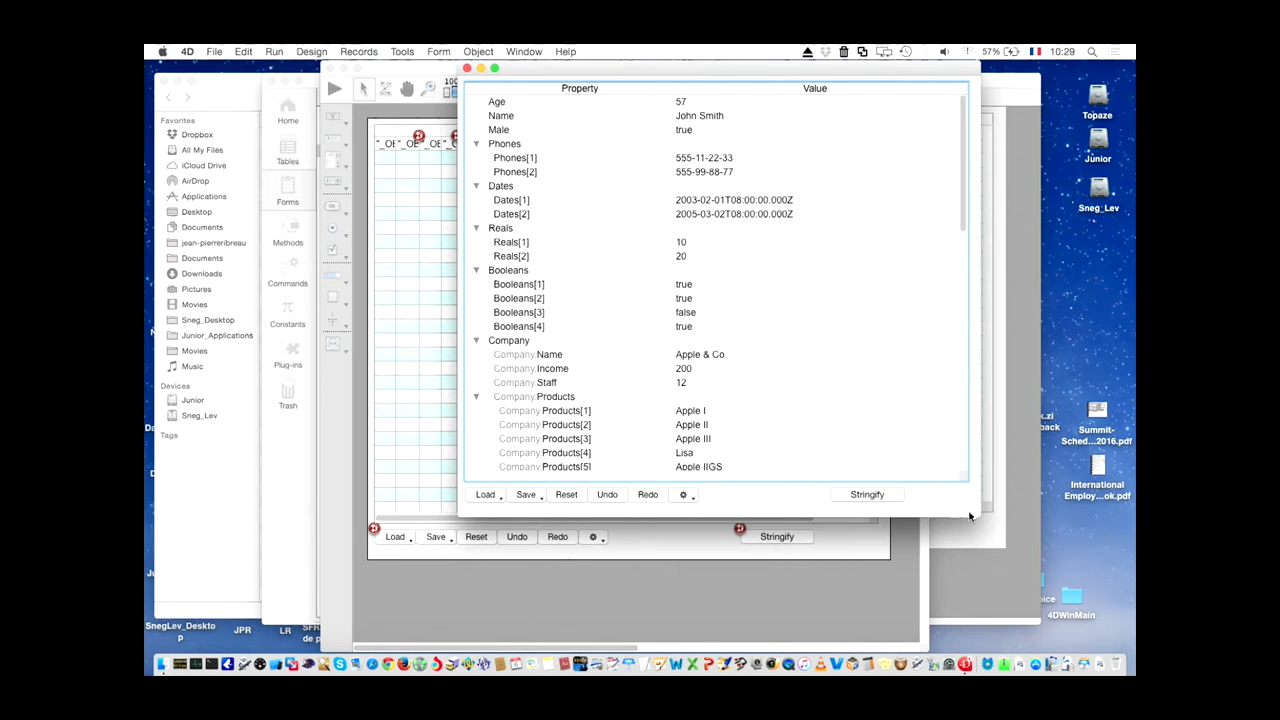 4D File Edit Run Design Records Tools Form Object Window Help 57% 10:29
Favorites
Dropbox
All My Files
iCloud Drive
AirDrop
Applications
Desktop
Documents
jean-pierreribreau
Documents
Downloads
Pictures
Movies
Sneg_Desktop
Junior_Applications
Movies
Music
Devices
Junior
Sneg_Lev
Tags
Home
Tables
Forms
Methods
Commands
Constants
Plug-ins
Trash
100
Property Value
Age 57
Name John Smith
Male true
Phones
Phones[1] 555-11-22-33
Phones[2] 555-99-88-77
Dates
Dates[1] 2003-02-01T08:00:00.000Z
Dates[2] 2005-03-02T08:00:00.000Z
Reals
Reals[1] 10
Reals[2] 20
Booleans
Booleans[1] true
Booleans[2] true
Booleans[3] false
Booleans[4] true
Company
Company.Name Apple & Co
Company.Income 200
Company.Staff 12
Company.Products
Company.Products[1] Apple I
Company.Products[2] Apple II
Company.Products[3] Apple III
Company.Products[4] Lisa
Company.Products[5] Apple IIGS
Load Save Reset Undo Redo Stringify
Load Save Reset Undo Redo Stringify
Topaze
Junior
Sneg_Lev
Summit-
Sched...2016.pdf
International
Employ...ok.pdf
4DWinMain
SnegLev_Deskto
p
JPR
LR